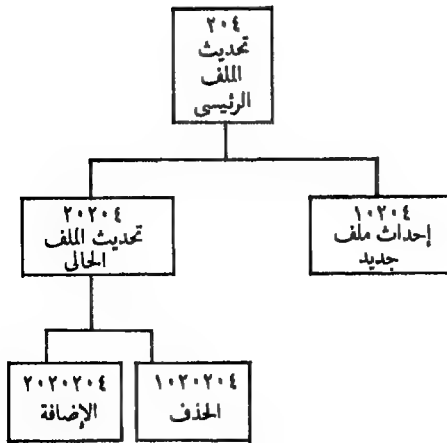 ٢٠٤
تحديث
الملف
الرئيسى
١٠٢٠٤
إحداث ملف
جديد
٢٠٢٠٤
تحديث الملف
الحالى
١٠٢٠٢٠٤
الحذف
٢٠٢٠٢٠٤
الإضافة